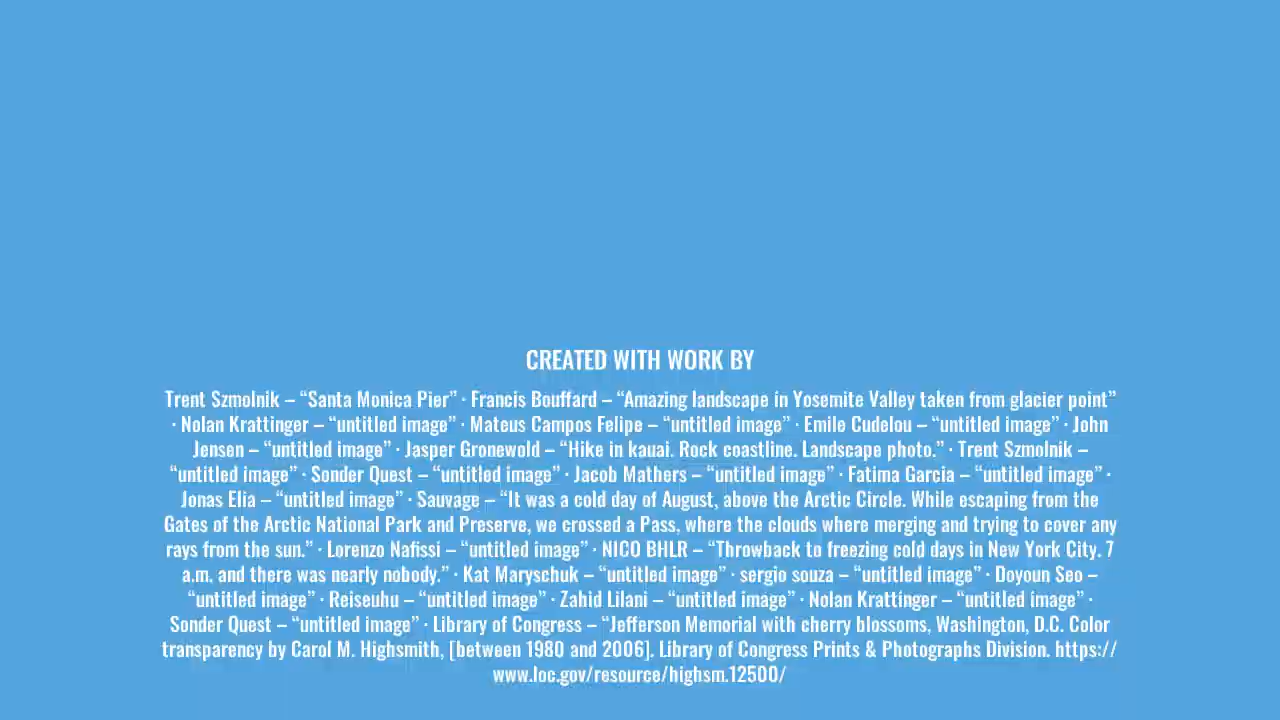 CREATED WITH WORK BY
Trent Szmolnik – “Santa Monica Pier” · Francis Bouffard – “Amazing landscape in Yosemite Valley taken from glacier point”
· Nolan Krattinger – “untitled image” · Mateus Campos Felipe – “untitled image” · Emile Cudelou – “untitled image” · John
Jensen – “untitled image” · Jasper Gronewold – “Hike in kauai. Rock coastline. Landscape photo.” · Trent Szmolnik –
“untitled image” · Sonder Quest – “untitled image” · Jacob Mathers – “untitled image” · Fatima Garcia – “untitled image” ·
Jonas Elia – “untitled image” · Sauvage – “It was a cold day of August, above the Arctic Circle. While escaping from the
Gates of the Arctic National Park and Preserve, we crossed a Pass, where the clouds where merging and trying to cover any
rays from the sun.” · Lorenzo Nafissi – “untitled image” · NICO BHLR – “Throwback to freezing cold days in New York City. 7
a.m. and there was nearly nobody.” · Kat Maryschuk – “untitled image” · sergio souza – “untitled image” · Doyoun Seo –
“untitled image” · Reiseuhu – “untitled image” · Zahid Lilani – “untitled image” · Nolan Krattinger – “untitled image” ·
Sonder Quest – “untitled image” · Library of Congress – “Jefferson Memorial with cherry blossoms, Washington, D.C. Color
transparency by Carol M. Highsmith, [between 1980 and 2006]. Library of Congress Prints & Photographs Division. https://
www.loc.gov/resource/highsm.12500/